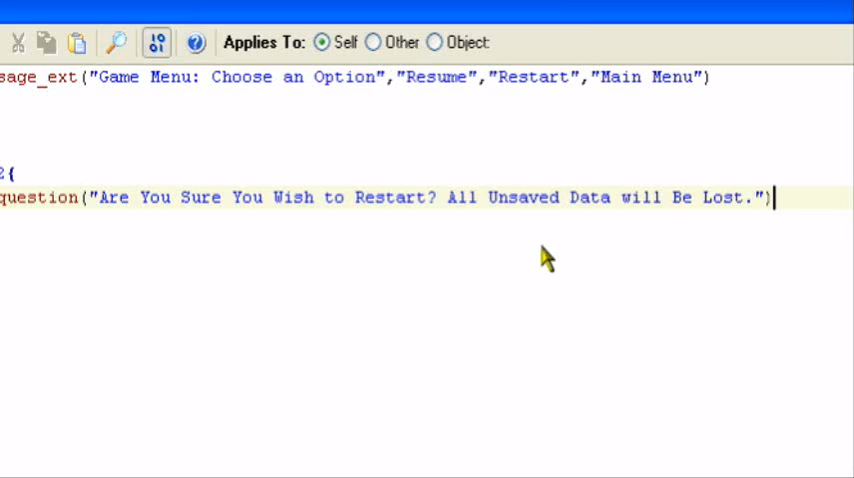 Applies To: Self Other Object:
sage_ext("Game Menu: Choose an Option","Resume","Restart","Main Menu")
2{
question("Are You Sure You Wish to Restart? All Unsaved Data will Be Lost.")